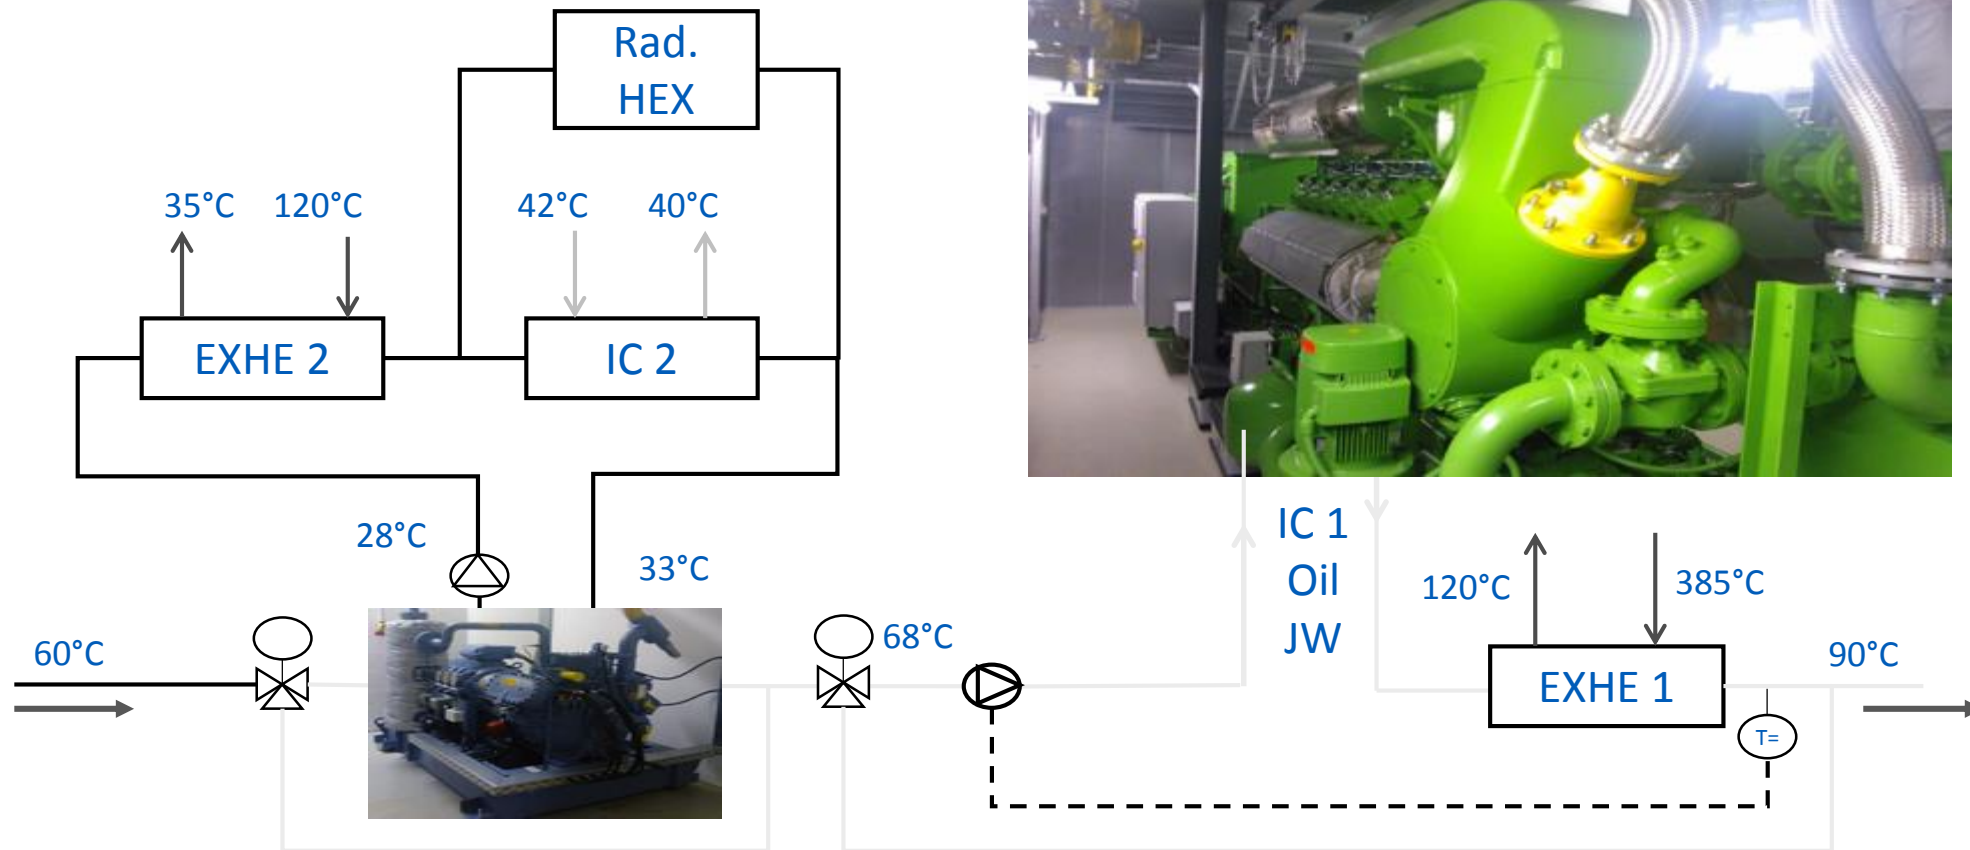 Rad.
HEX
35°C
120°C
42°C
40°C
EXHE 2
IC 2
28°C
33°C
60°C
68°C
IC 1
Oil
JW
120°C
385°C
90°C
EXHE 1
T=